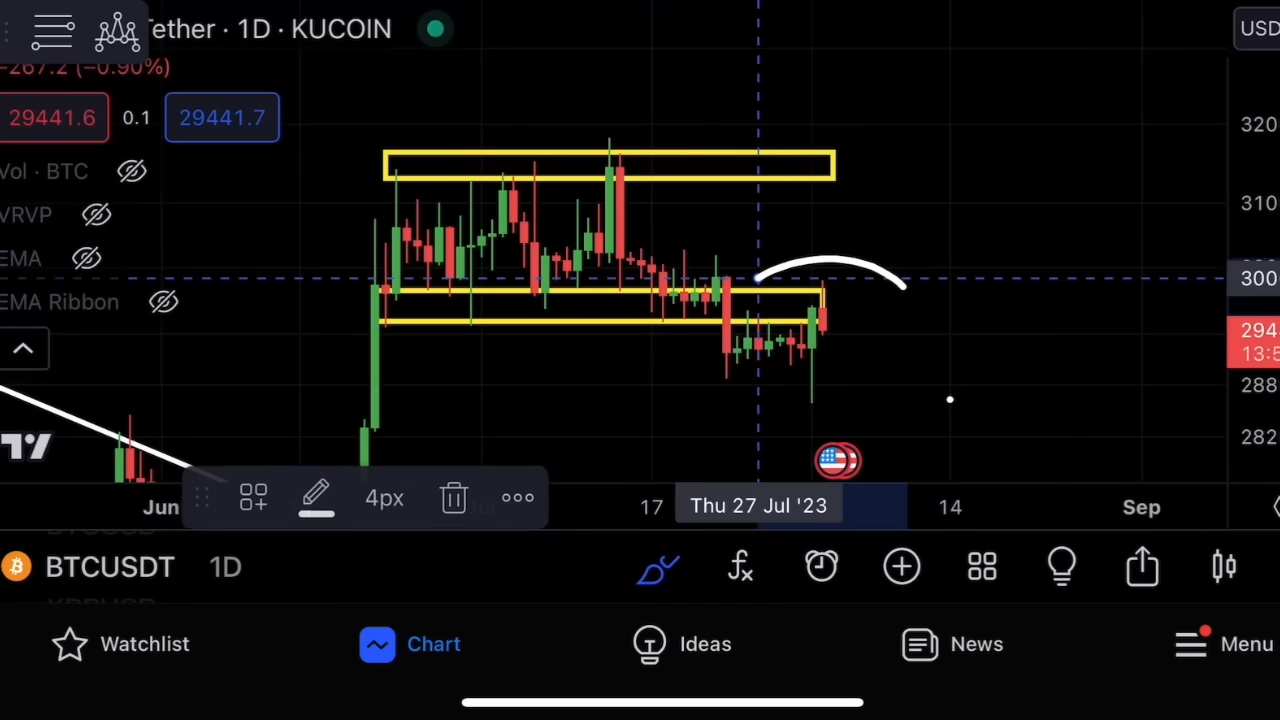 ether · 1D · KUCOIN
USD
−267.2 (−0.90%)
29441.6 0.1 29441.7
Vol · BTC
VRVP
EMA
EMA Ribbon
320
310
300
294
13:5
288
282
Jun 17 Thu 27 Jul '23 14 Sep
4px
BTCUSDT 1D
Watchlist Chart Ideas News Menu